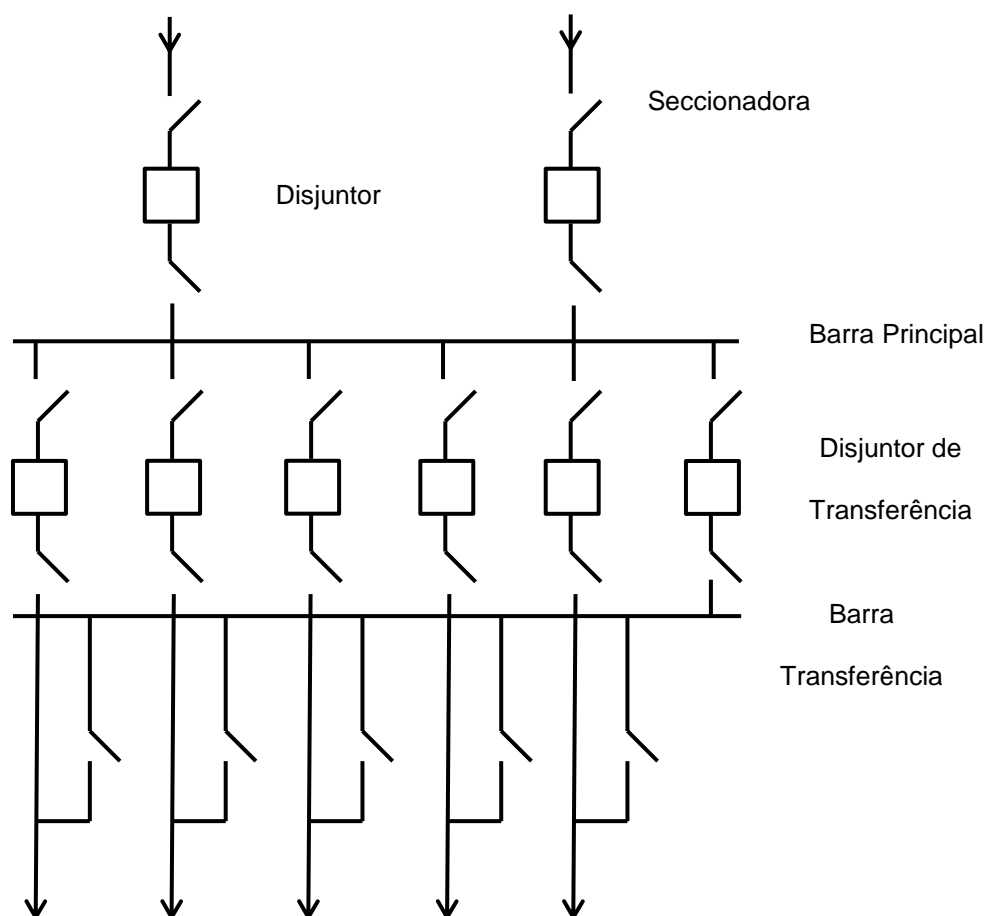 Seccionadora
Disjuntor
Barra Principal
Disjuntor de
Transferência
Barra
Transferência